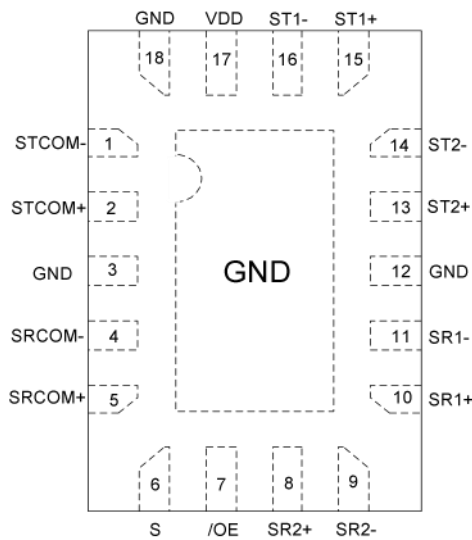 GND VDD ST1- ST1+
18 17 16 15
STCOM- 1 14 ST2-
STCOM+ 2 13 ST2+
GND 3 GND 12 GND
SRCOM- 4 11 SR1-
SRCOM+ 5 10 SR1+
6 7 8 9
S /OE SR2+ SR2-